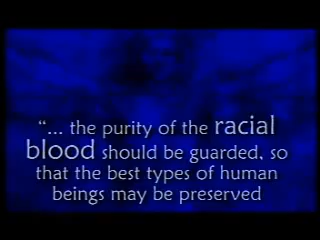 “... the purity of the racial
blood should be guarded, so
that the best types of human
beings may be preserved